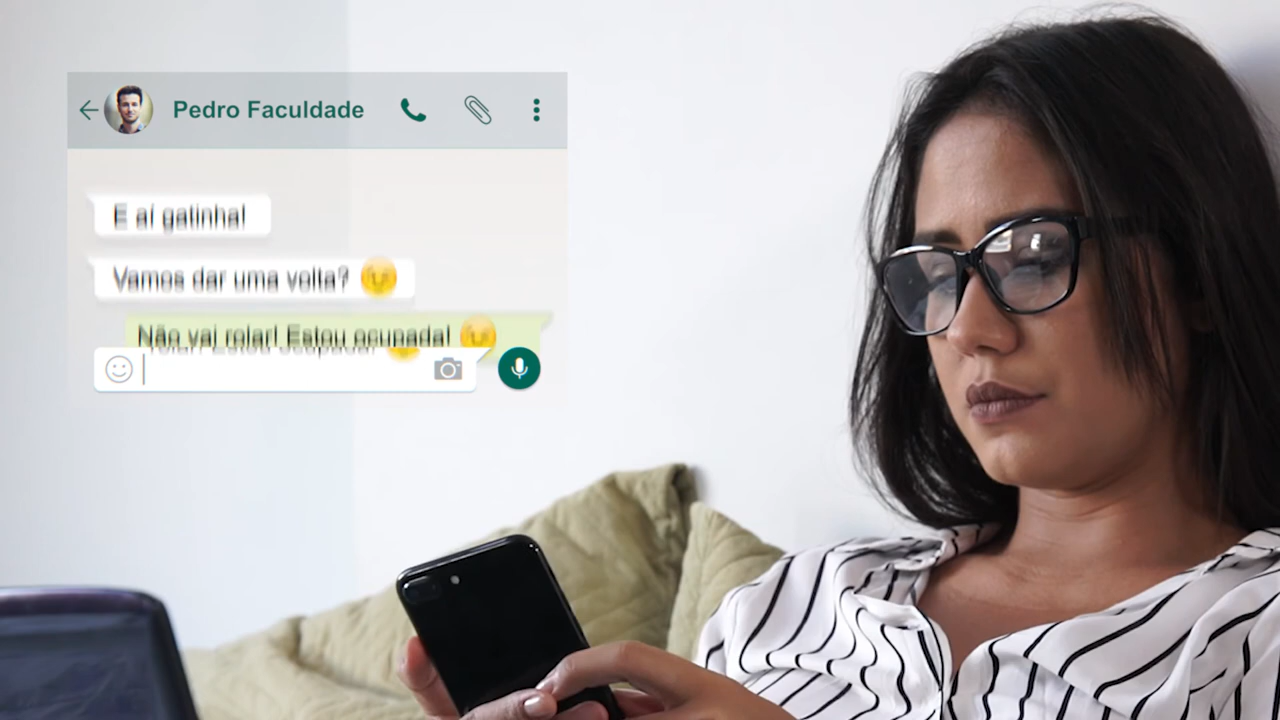 Pedro Faculdade
E aí gatinha!
Vamos dar uma volta? 😉
Não vai rolar! Estou ocupada! 😉